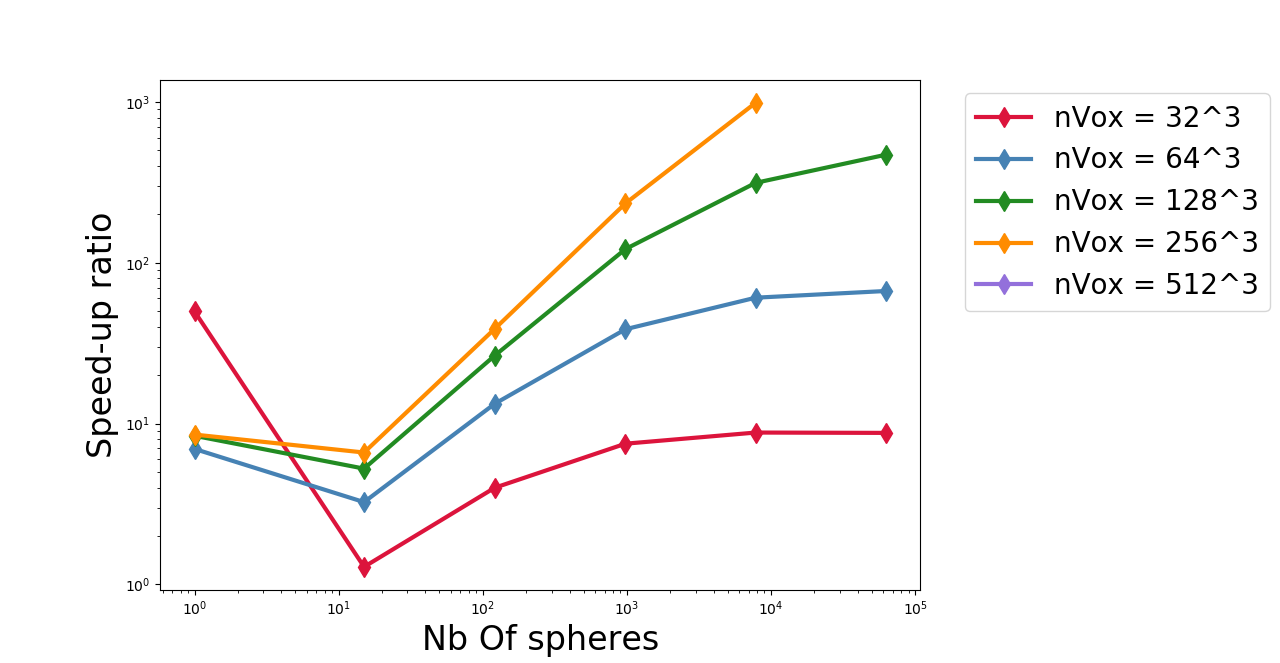 10^3
10^2
10^1
10^0
10^0
10^1
10^2
10^3
10^4
10^5
Speed-up ratio
Nb Of spheres
nVox = 32^3
nVox = 64^3
nVox = 128^3
nVox = 256^3
nVox = 512^3